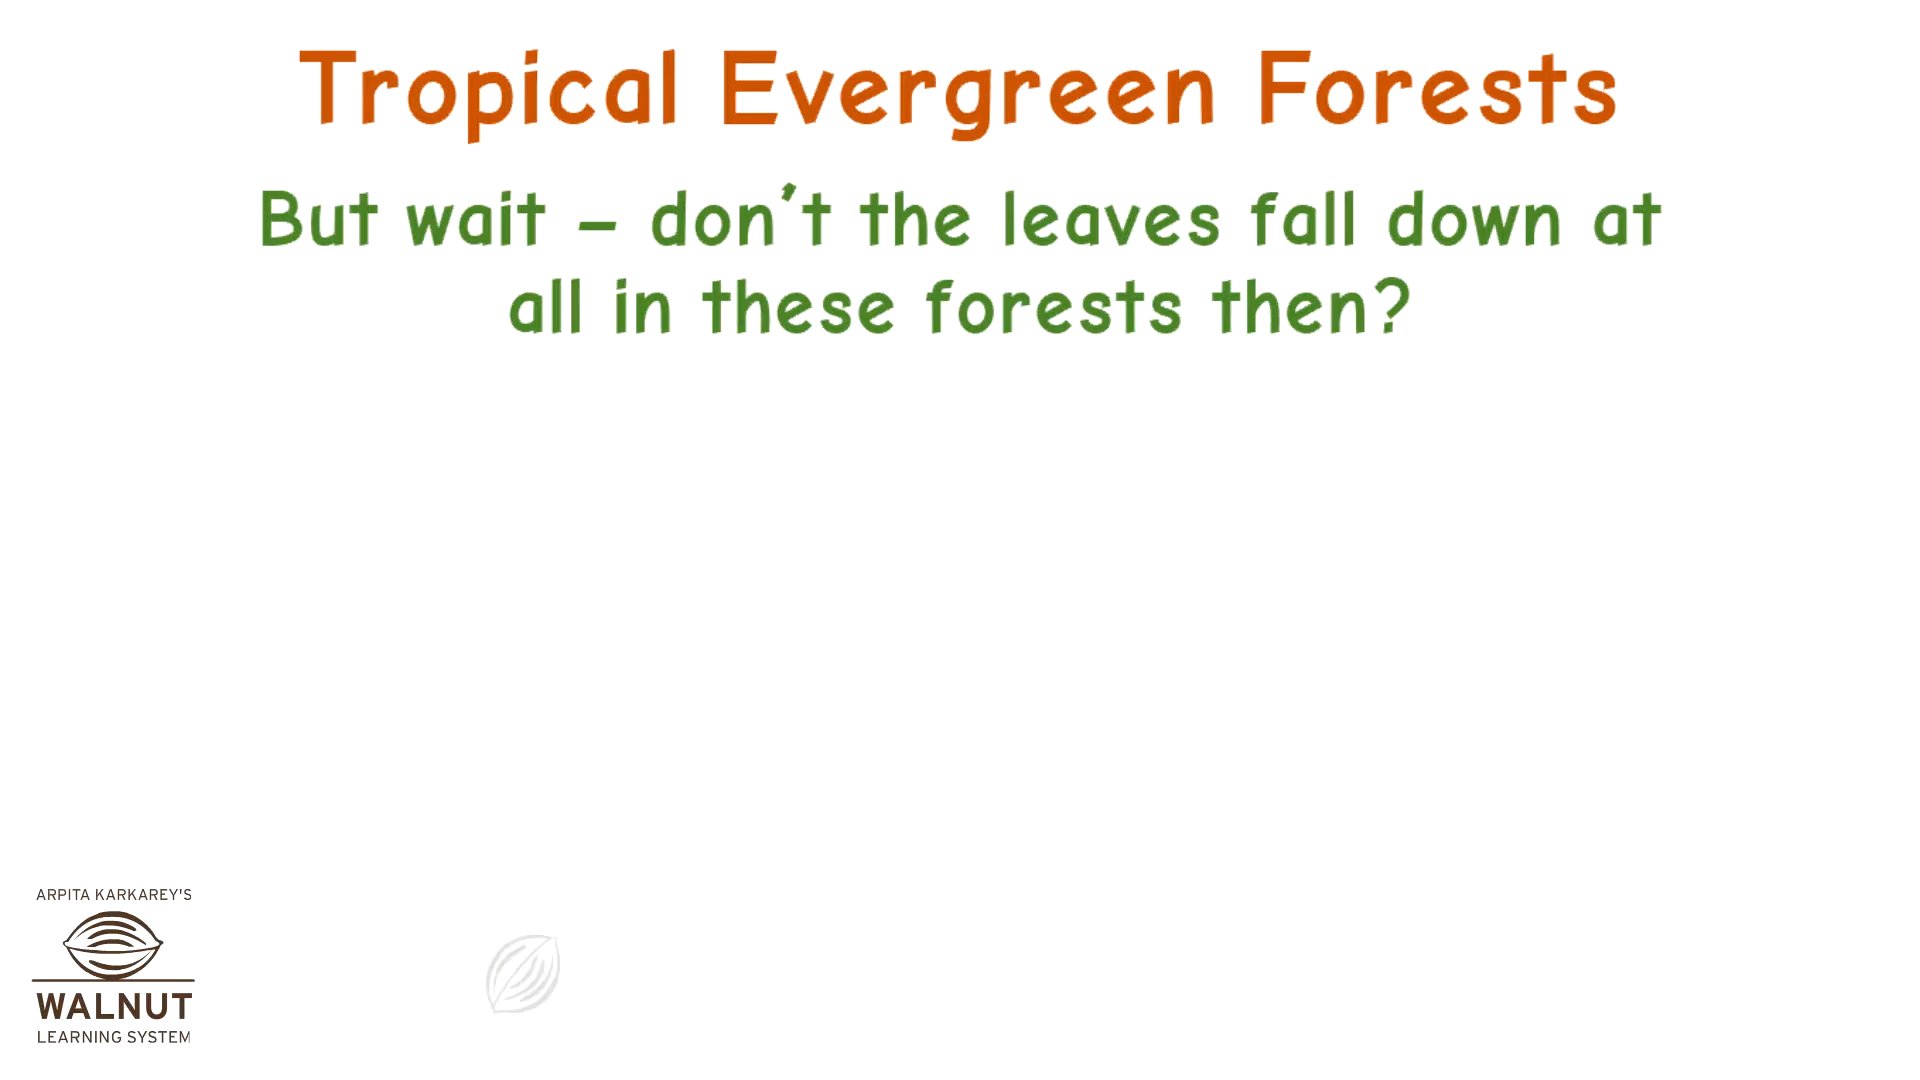 Tropical Evergreen Forests
But wait – don't the leaves fall down at
all in these forests then?
ARPITA KARKAREY'S
WALNUT
LEARNING SYSTEM